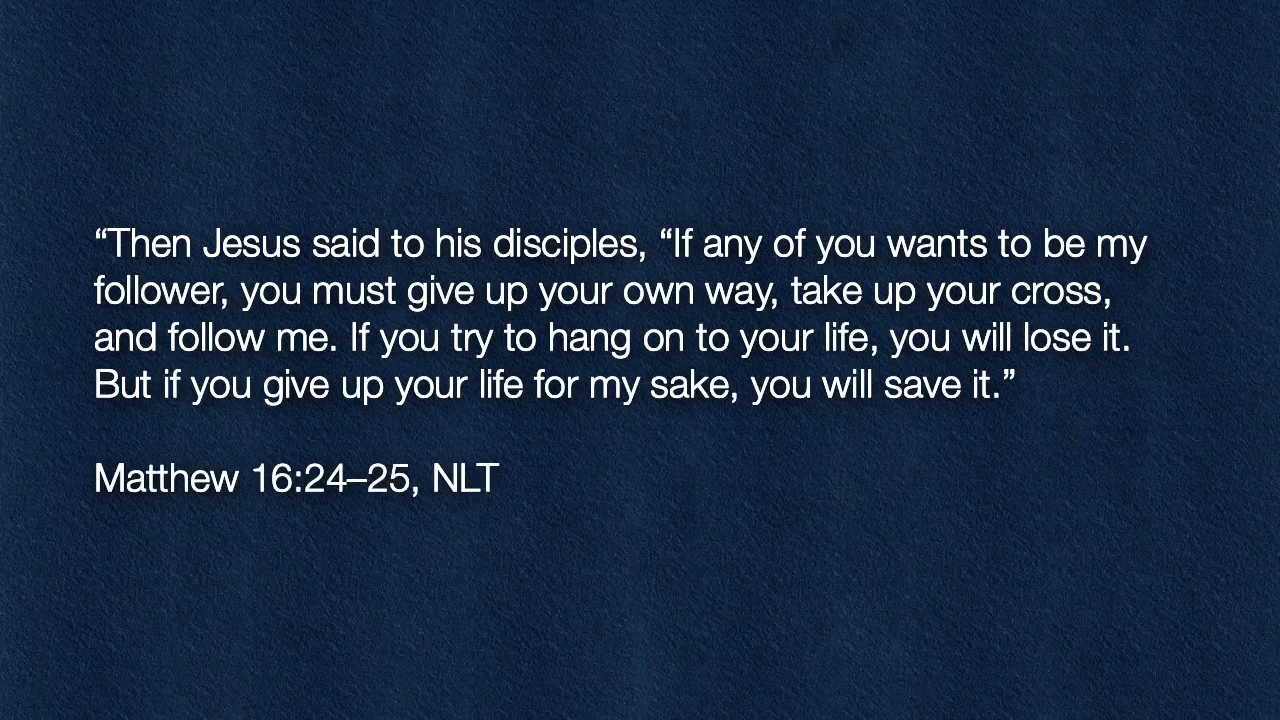 “Then Jesus said to his disciples, “If any of you wants to be my
follower, you must give up your own way, take up your cross,
and follow me. If you try to hang on to your life, you will lose it.
But if you give up your life for my sake, you will save it.”
Matthew 16:24–25, NLT